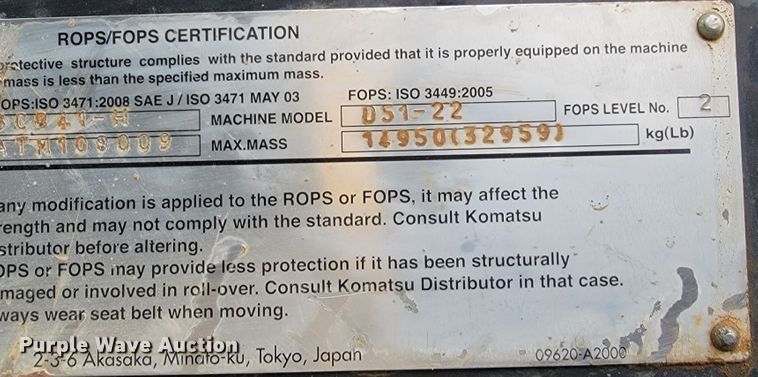 ROPS/FOPS CERTIFICATION
protective structure complies with the standard provided that it is properly equipped on the machine
mass is less than the specified maximum mass.
OPS:ISO 3471:2008 SAE J / ISO 3471 MAY 03 FOPS: ISO 3449:2005
MACHINE MODEL D51-22 FOPS LEVEL No. 2
MAX.MASS 14950(32959) kg(Lb)
any modification is applied to the ROPS or FOPS, it may affect the
rength and may not comply with the standard. Consult Komatsu
stributor before altering.
OPS or FOPS may provide less protection if it has been structurally
maged or involved in roll-over. Consult Komatsu Distributor in that case.
ways wear seat belt when moving.
Purple Wave Auction
2-3-6 Akasaka, Minato-ku, Tokyo, Japan 09620-A2000